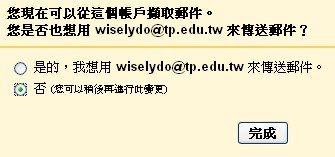 您現在可以從這個帳戶擷取郵件。
您是否也想用 wiselydo@tp.edu.tw 來傳送郵件？
是的，我想用 wiselydo@tp.edu.tw 來傳送郵件。
否 (您可以稍後再進行此變更)
完成